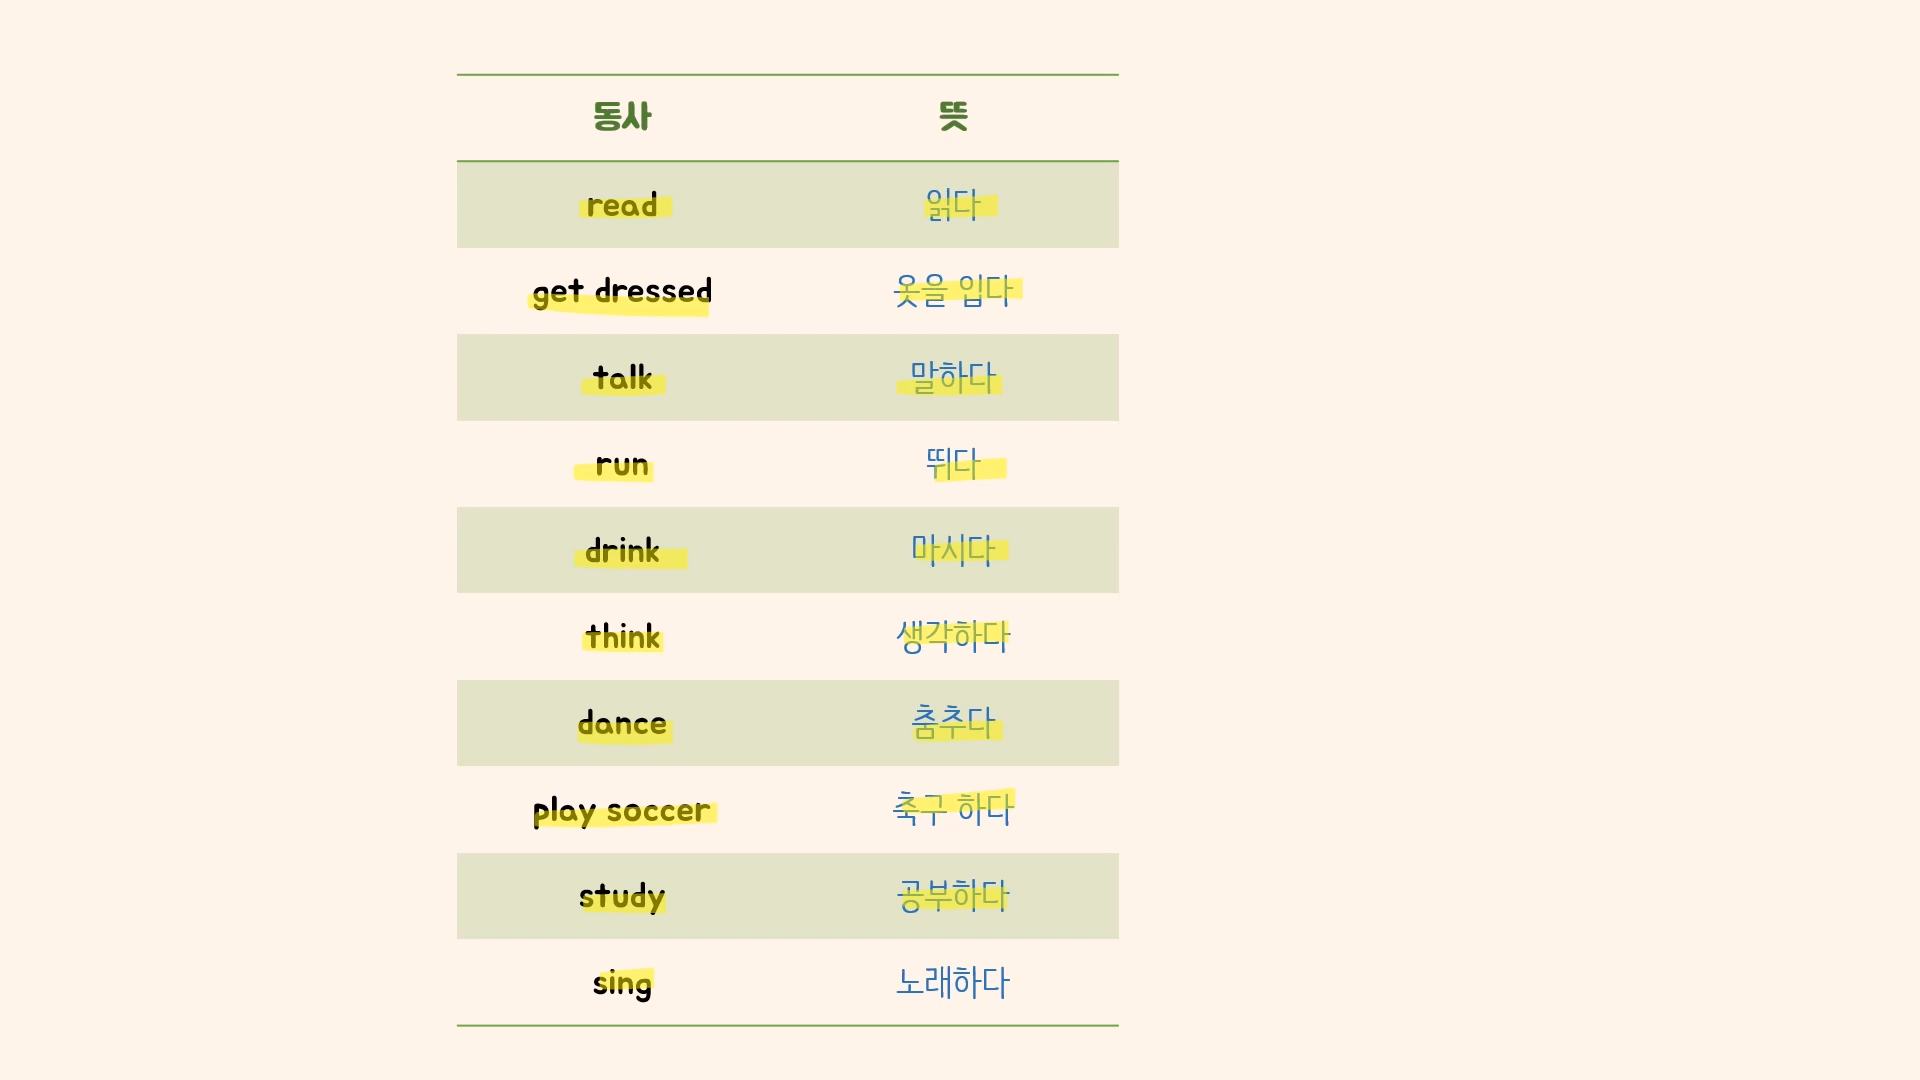 동사 뜻
read 읽다
get dressed 옷을 입다
talk 말하다
run 뛰다
drink 마시다
think 생각하다
dance 춤추다
play soccer 축구 하다
study 공부하다
sing 노래하다